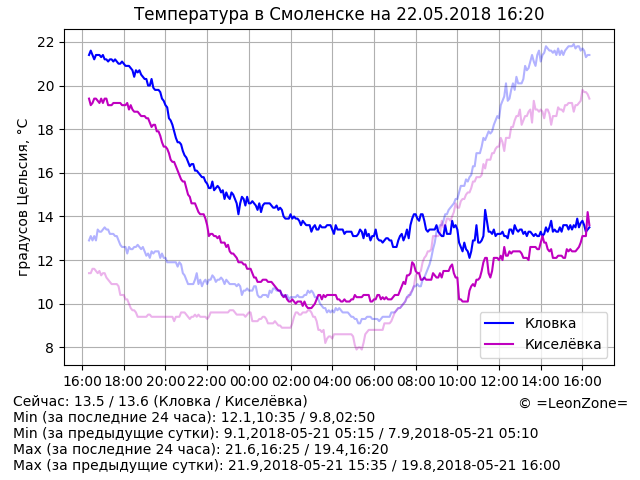 Температура в Смоленске на 22.05.2018 16:20
градусов Цельсия, °C
22
20
18
16
14
12
10
8
Кловка
Киселёвка
16:00 18:00 20:00 22:00 00:00 02:00 04:00 06:00 08:00 10:00 12:00 14:00 16:00
Сейчас: 13.5 / 13.6 (Кловка / Киселёвка)
© =LeonZone=
Min (за последние 24 часа): 12.1,10:35 / 9.8,02:50
Min (за предыдущие сутки): 9.1,2018-05-21 05:15 / 7.9,2018-05-21 05:10
Max (за последние 24 часа): 21.6,16:25 / 19.4,16:20
Max (за предыдущие сутки): 21.9,2018-05-21 15:35 / 19.8,2018-05-21 16:00